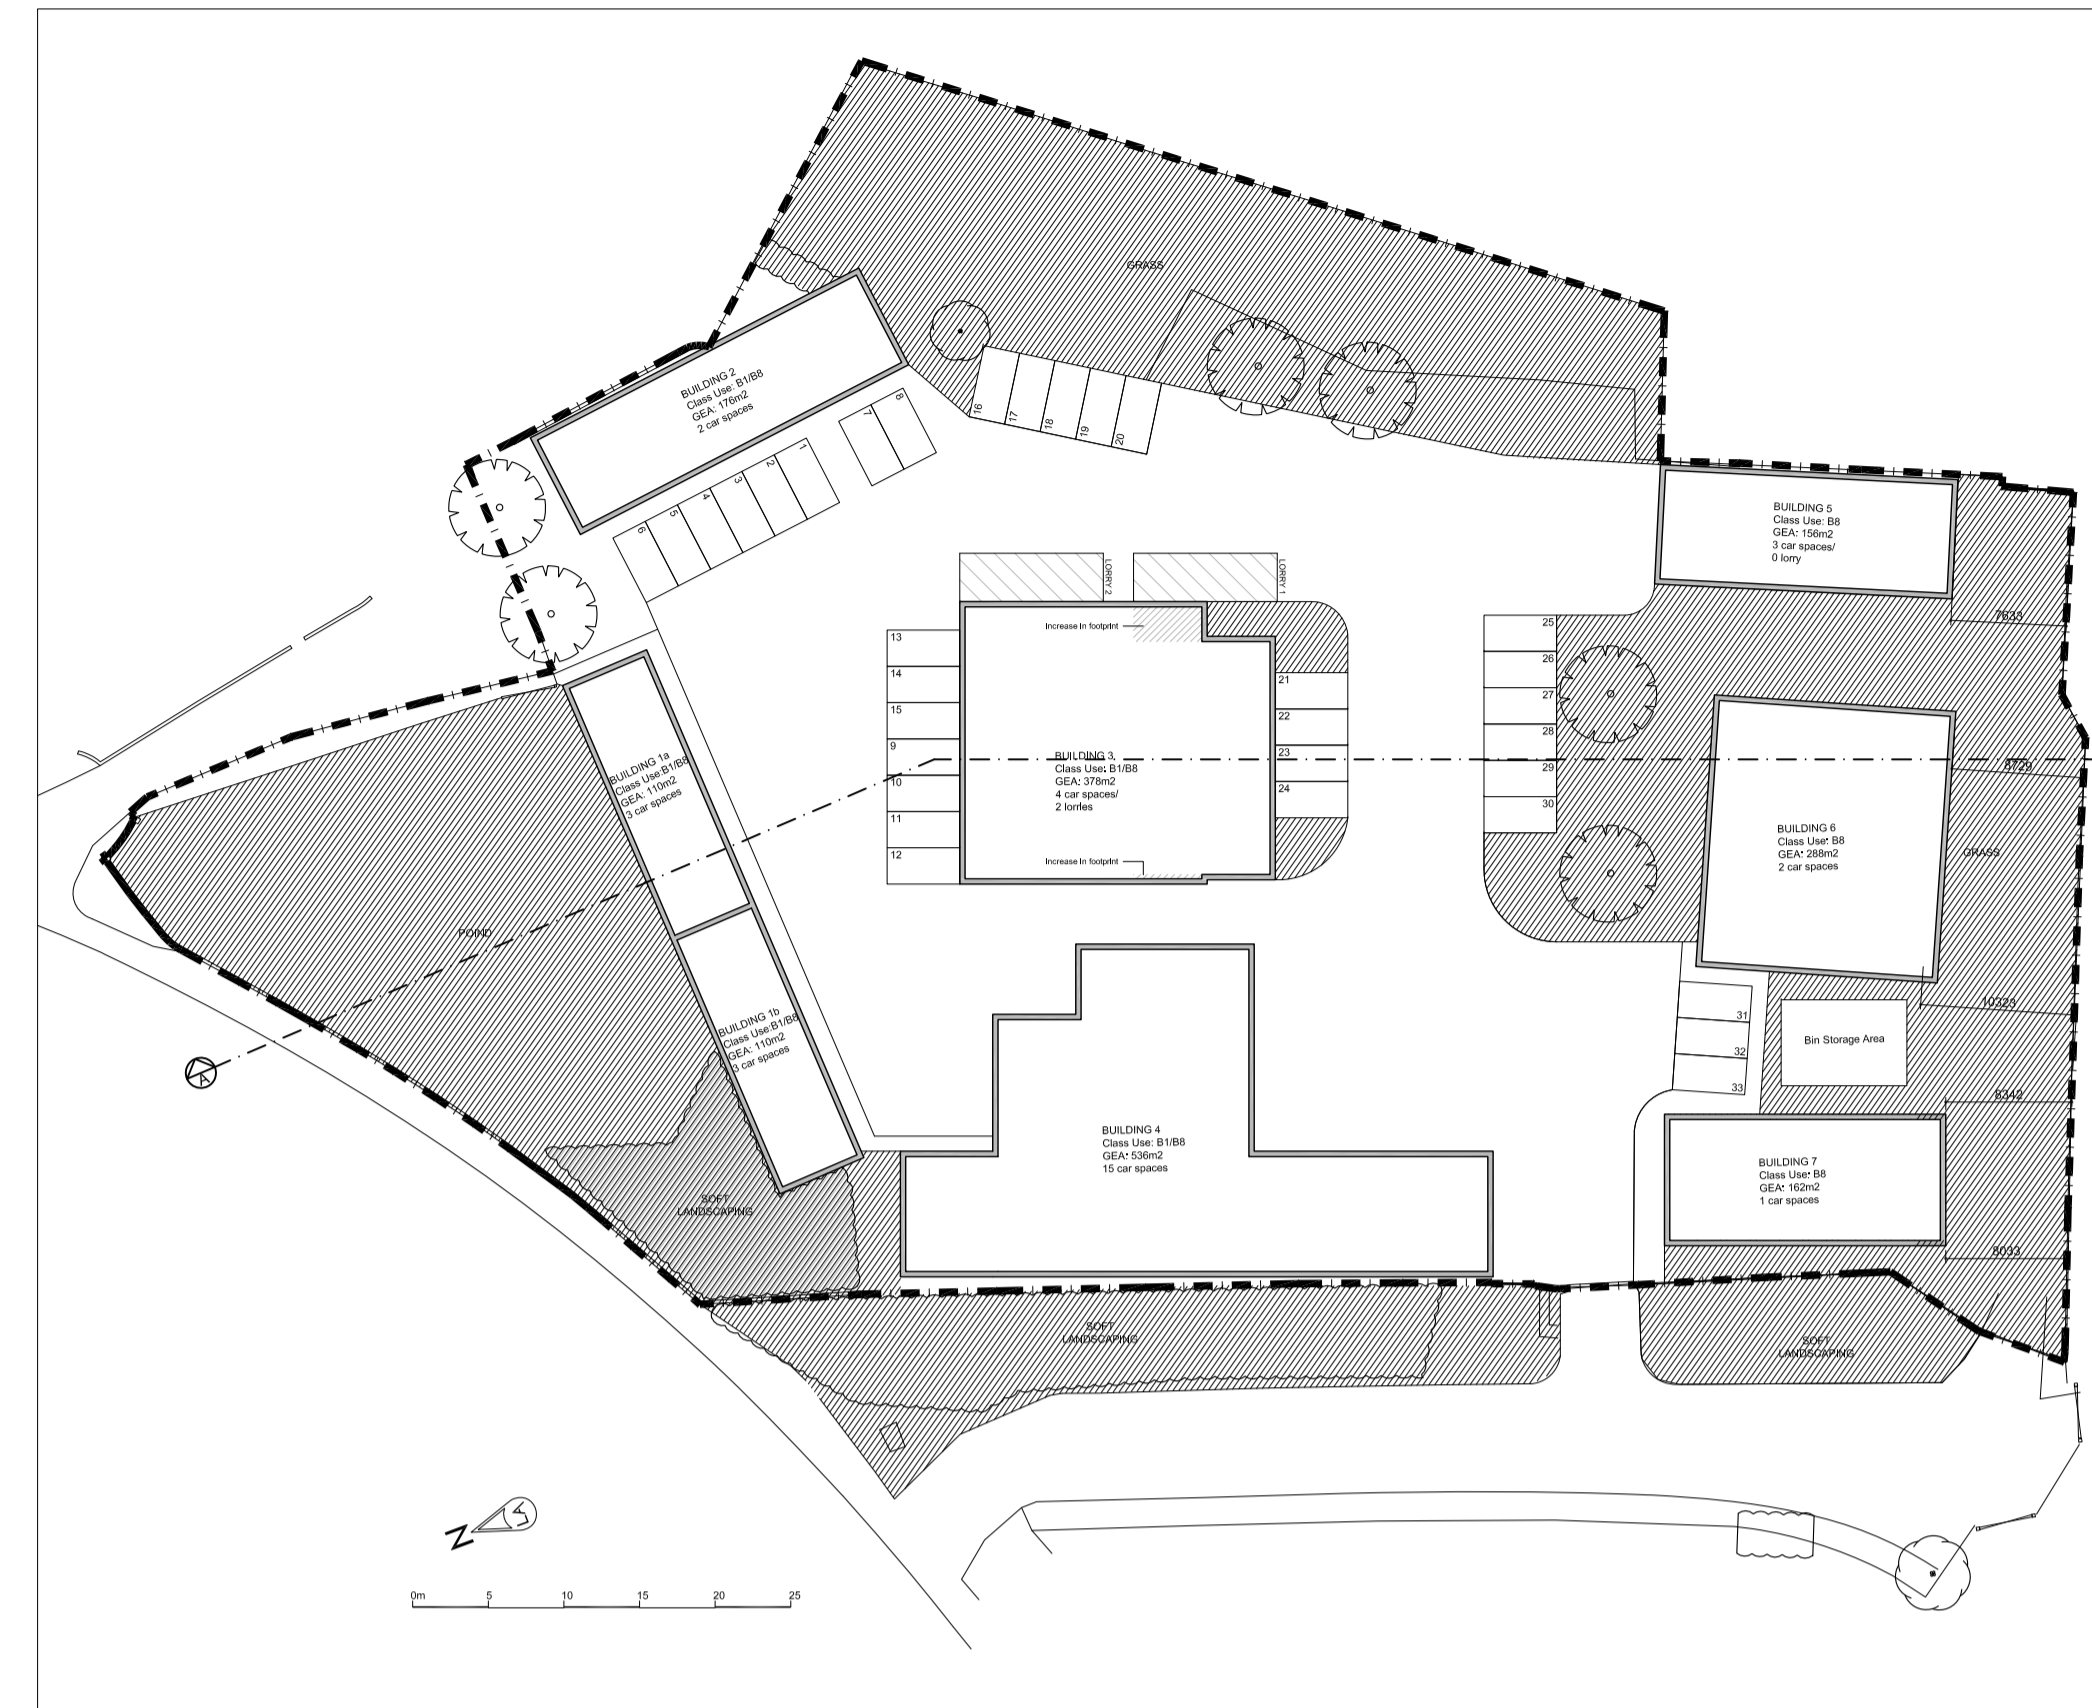 GRASS
BUILDING 2
Class Use: B1/B8
GEA: 176m2
2 car spaces
8
7
1
2
3
4
5
6
16
17
18
19
20
BUILDING 5
Class Use: B8
GEA: 156m2
3 car spaces/
0 lorry
7633
LORRY 2
LORRY 1
Increase in footprint
13
14
15
9
10
11
12
21
22
23
24
BUILDING 3
Class Use: B1/B8
GEA: 378m2
4 car spaces/
2 lorries
Increase in footprint
25
26
27
28
29
30
8729
BUILDING 6
Class Use: B8
GEA: 288m2
2 car spaces
GRASS
BUILDING 1a
Class Use:B1/B8
GEA: 110m2
3 car spaces
POIND
BUILDING 1b
Class Use:B1/B8
GEA: 110m2
3 car spaces
A
10323
31
32
33
Bin Storage Area
8342
BUILDING 4
Class Use: B1/B8
GEA: 536m2
15 car spaces
BUILDING 7
Class Use: B8
GEA: 162m2
1 car spaces
8033
SOFT
LANDSCAPING
SOFT
LANDSCAPING
SOFT
LANDSCAPING
N
0m
5
10
15
20
25